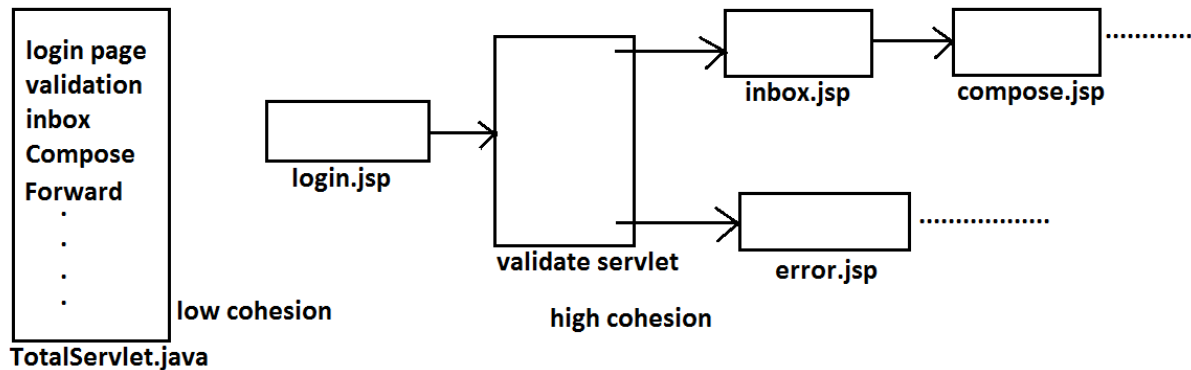 login page
validation
inbox
Compose
Forward
low cohesion
TotalServlet.java
login.jsp
validate servlet
high cohesion
inbox.jsp
compose.jsp
error.jsp